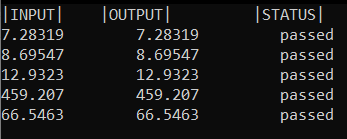 |INPUT| |OUTPUT| |STATUS|
7.28319 7.28319 passed
8.69547 8.69547 passed
12.9323 12.9323 passed
459.207 459.207 passed
66.5463 66.5463 passed